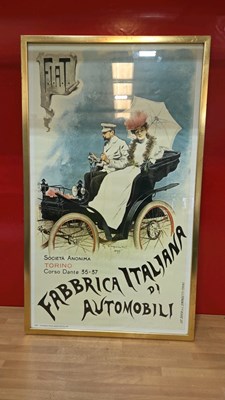 F.I.A.T.
SOCIETÀ ANONIMA
TORINO
Corso Dante 35-37
FABBRICA ITALIANA
DI
AUTOMOBILI